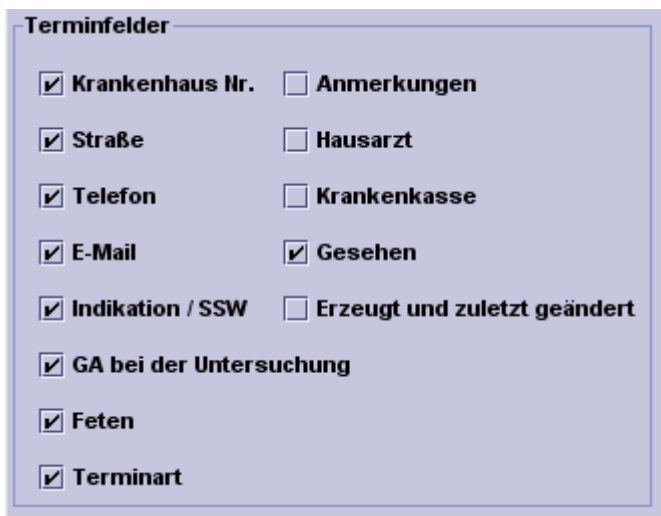 Terminfelder
Krankenhaus Nr.
Anmerkungen
Straße
Hausarzt
Telefon
Krankenkasse
E-Mail
Gesehen
Indikation / SSW
Erzeugt und zuletzt geändert
GA bei der Untersuchung
Feten
Terminart